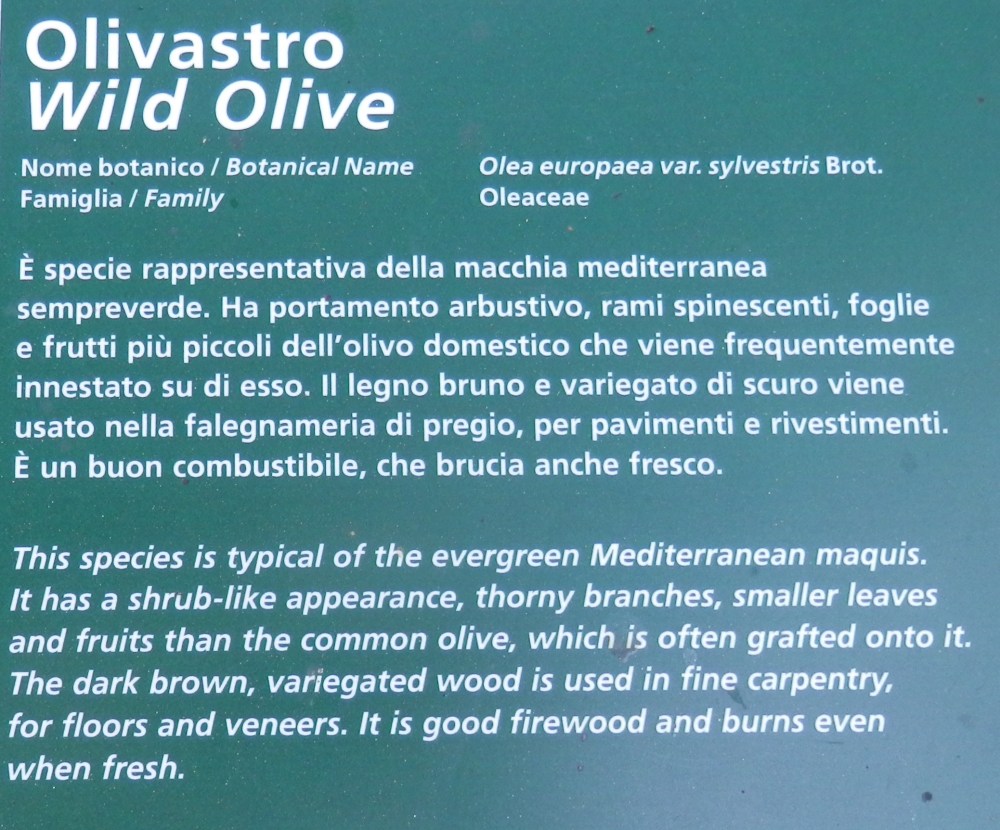 Olivastro
Wild Olive
Nome botanico / Botanical Name Olea europaea var. sylvestris Brot.
Famiglia / Family Oleaceae
È specie rappresentativa della macchia mediterranea
sempreverde. Ha portamento arbustivo, rami spinescenti, foglie
e frutti più piccoli dell'olivo domestico che viene frequentemente
innestato su di esso. Il legno bruno e variegato di scuro viene
usato nella falegnameria di pregio, per pavimenti e rivestimenti.
È un buon combustibile, che brucia anche fresco.
This species is typical of the evergreen Mediterranean maquis.
It has a shrub-like appearance, thorny branches, smaller leaves
and fruits than the common olive, which is often grafted onto it.
The dark brown, variegated wood is used in fine carpentry,
for floors and veneers. It is good firewood and burns even
when fresh.